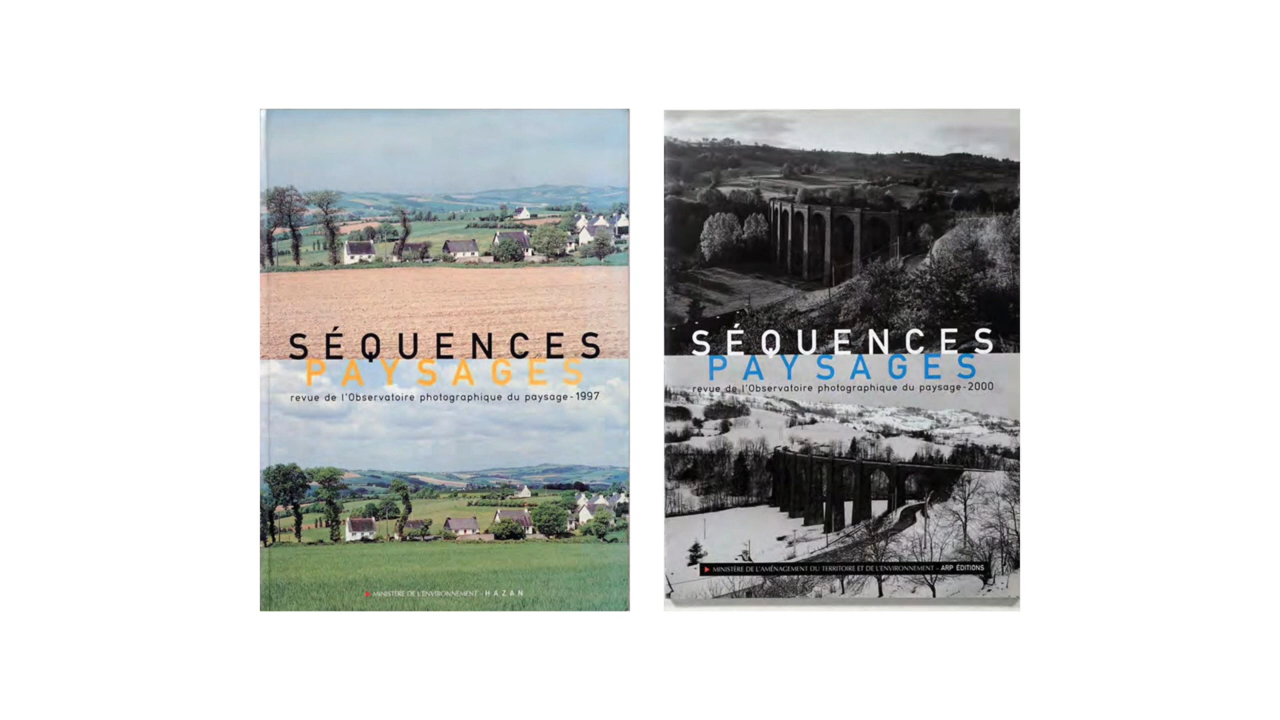 SÉQUENCES
PAYSAGES
revue de l'Observatoire photographique du paysage-1997
MINISTÈRE DE L'ENVIRONNEMENT - HAZAN
SÉQUENCES
PAYSAGES
revue de l'Observatoire photographique du paysage-2000
MINISTÈRE DE L'AMÉNAGEMENT DU TERRITOIRE ET DE L'ENVIRONNEMENT - ARP ÉDITIONS